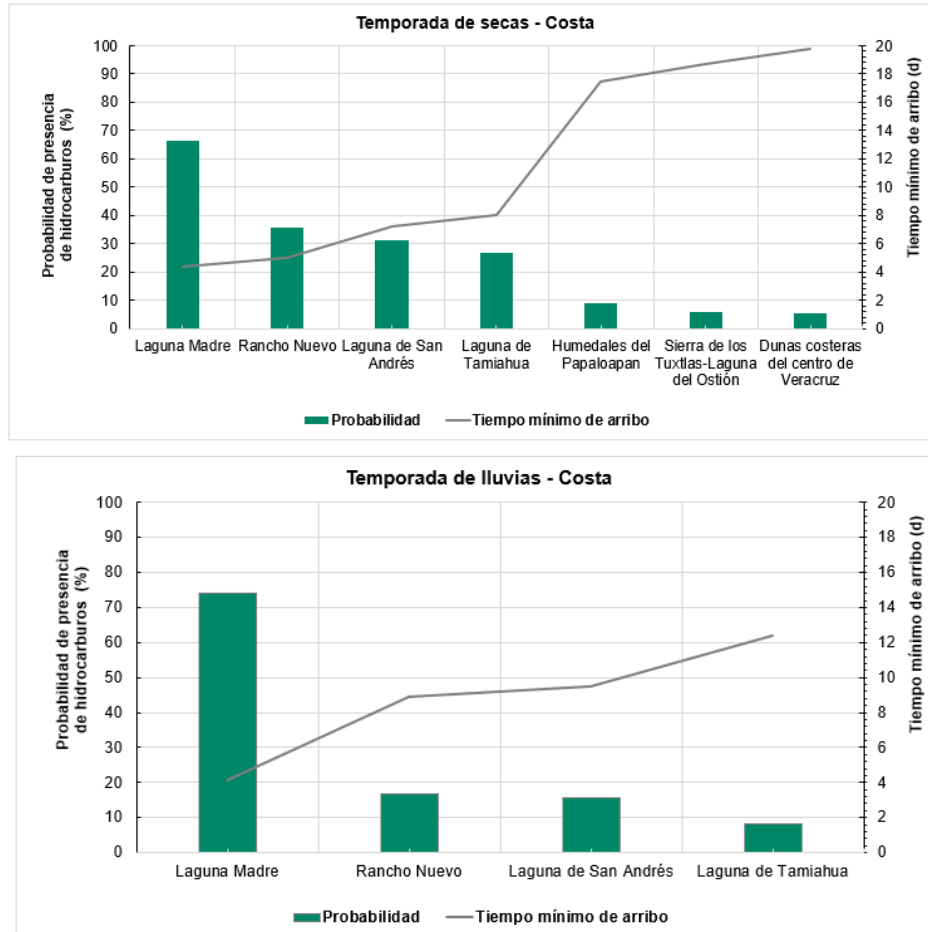 Temporada de secas - Costa
Probabilidad de presencia
de hidrocarburos (%)
100
90
80
70
60
50
40
30
20
10
0
20
18
16
14
12
10
8
6
4
2
0
Tiempo mínimo de arribo (d)
Laguna Madre
Rancho Nuevo
Laguna de San
Andrés
Laguna de
Tamiahua
Humedales del
Papaloapan
Sierra de los
Tuxtlas-Laguna
del Ostión
Dunas costeras
del centro de
Veracruz
Probabilidad
Tiempo mínimo de arribo
Temporada de lluvias - Costa
Probabilidad de presencia
de hidrocarburos (%)
100
90
80
70
60
50
40
30
20
10
0
20
18
16
14
12
10
8
6
4
2
0
Tiempo mínimo de arribo (d)
Laguna Madre
Rancho Nuevo
Laguna de San Andrés
Laguna de Tamiahua
Probabilidad
Tiempo mínimo de arribo